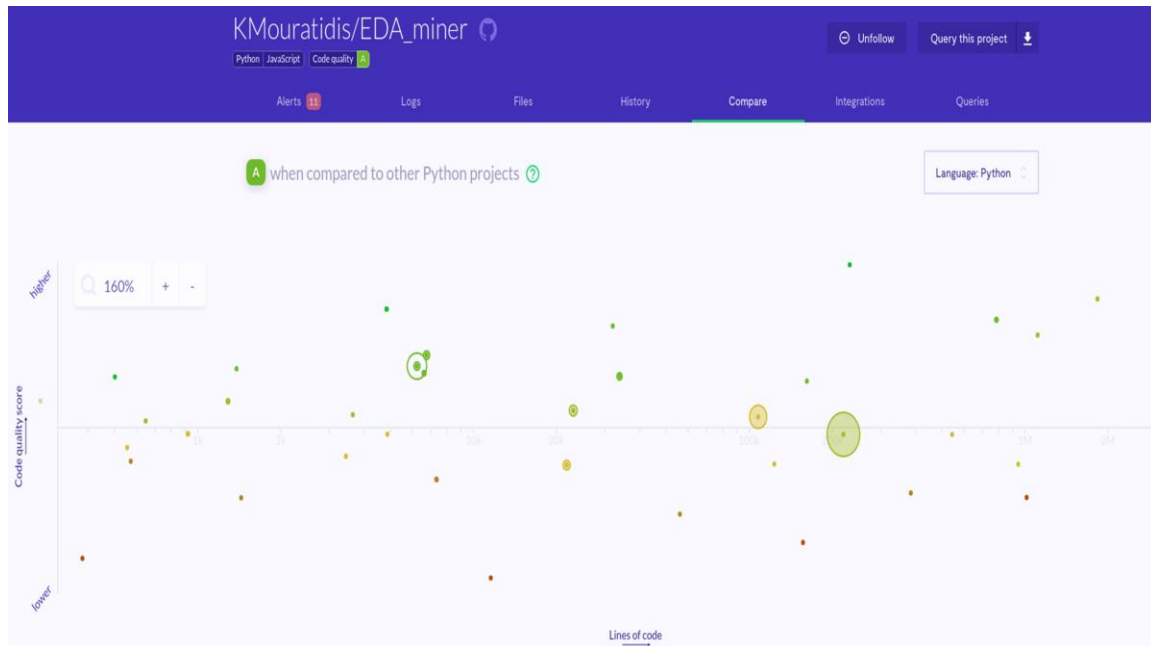 KMouratidis/EDA_miner
Unfollow
Query this project
Python JavaScript Code quality A
Alerts 11
Logs
Files
History
Compare
Integrations
Queries
A when compared to other Python projects ?
Language: Python
160% + -
higher
Code quality score
lower
1k
2k
10k
20k
100k
1M
2M
Lines of code